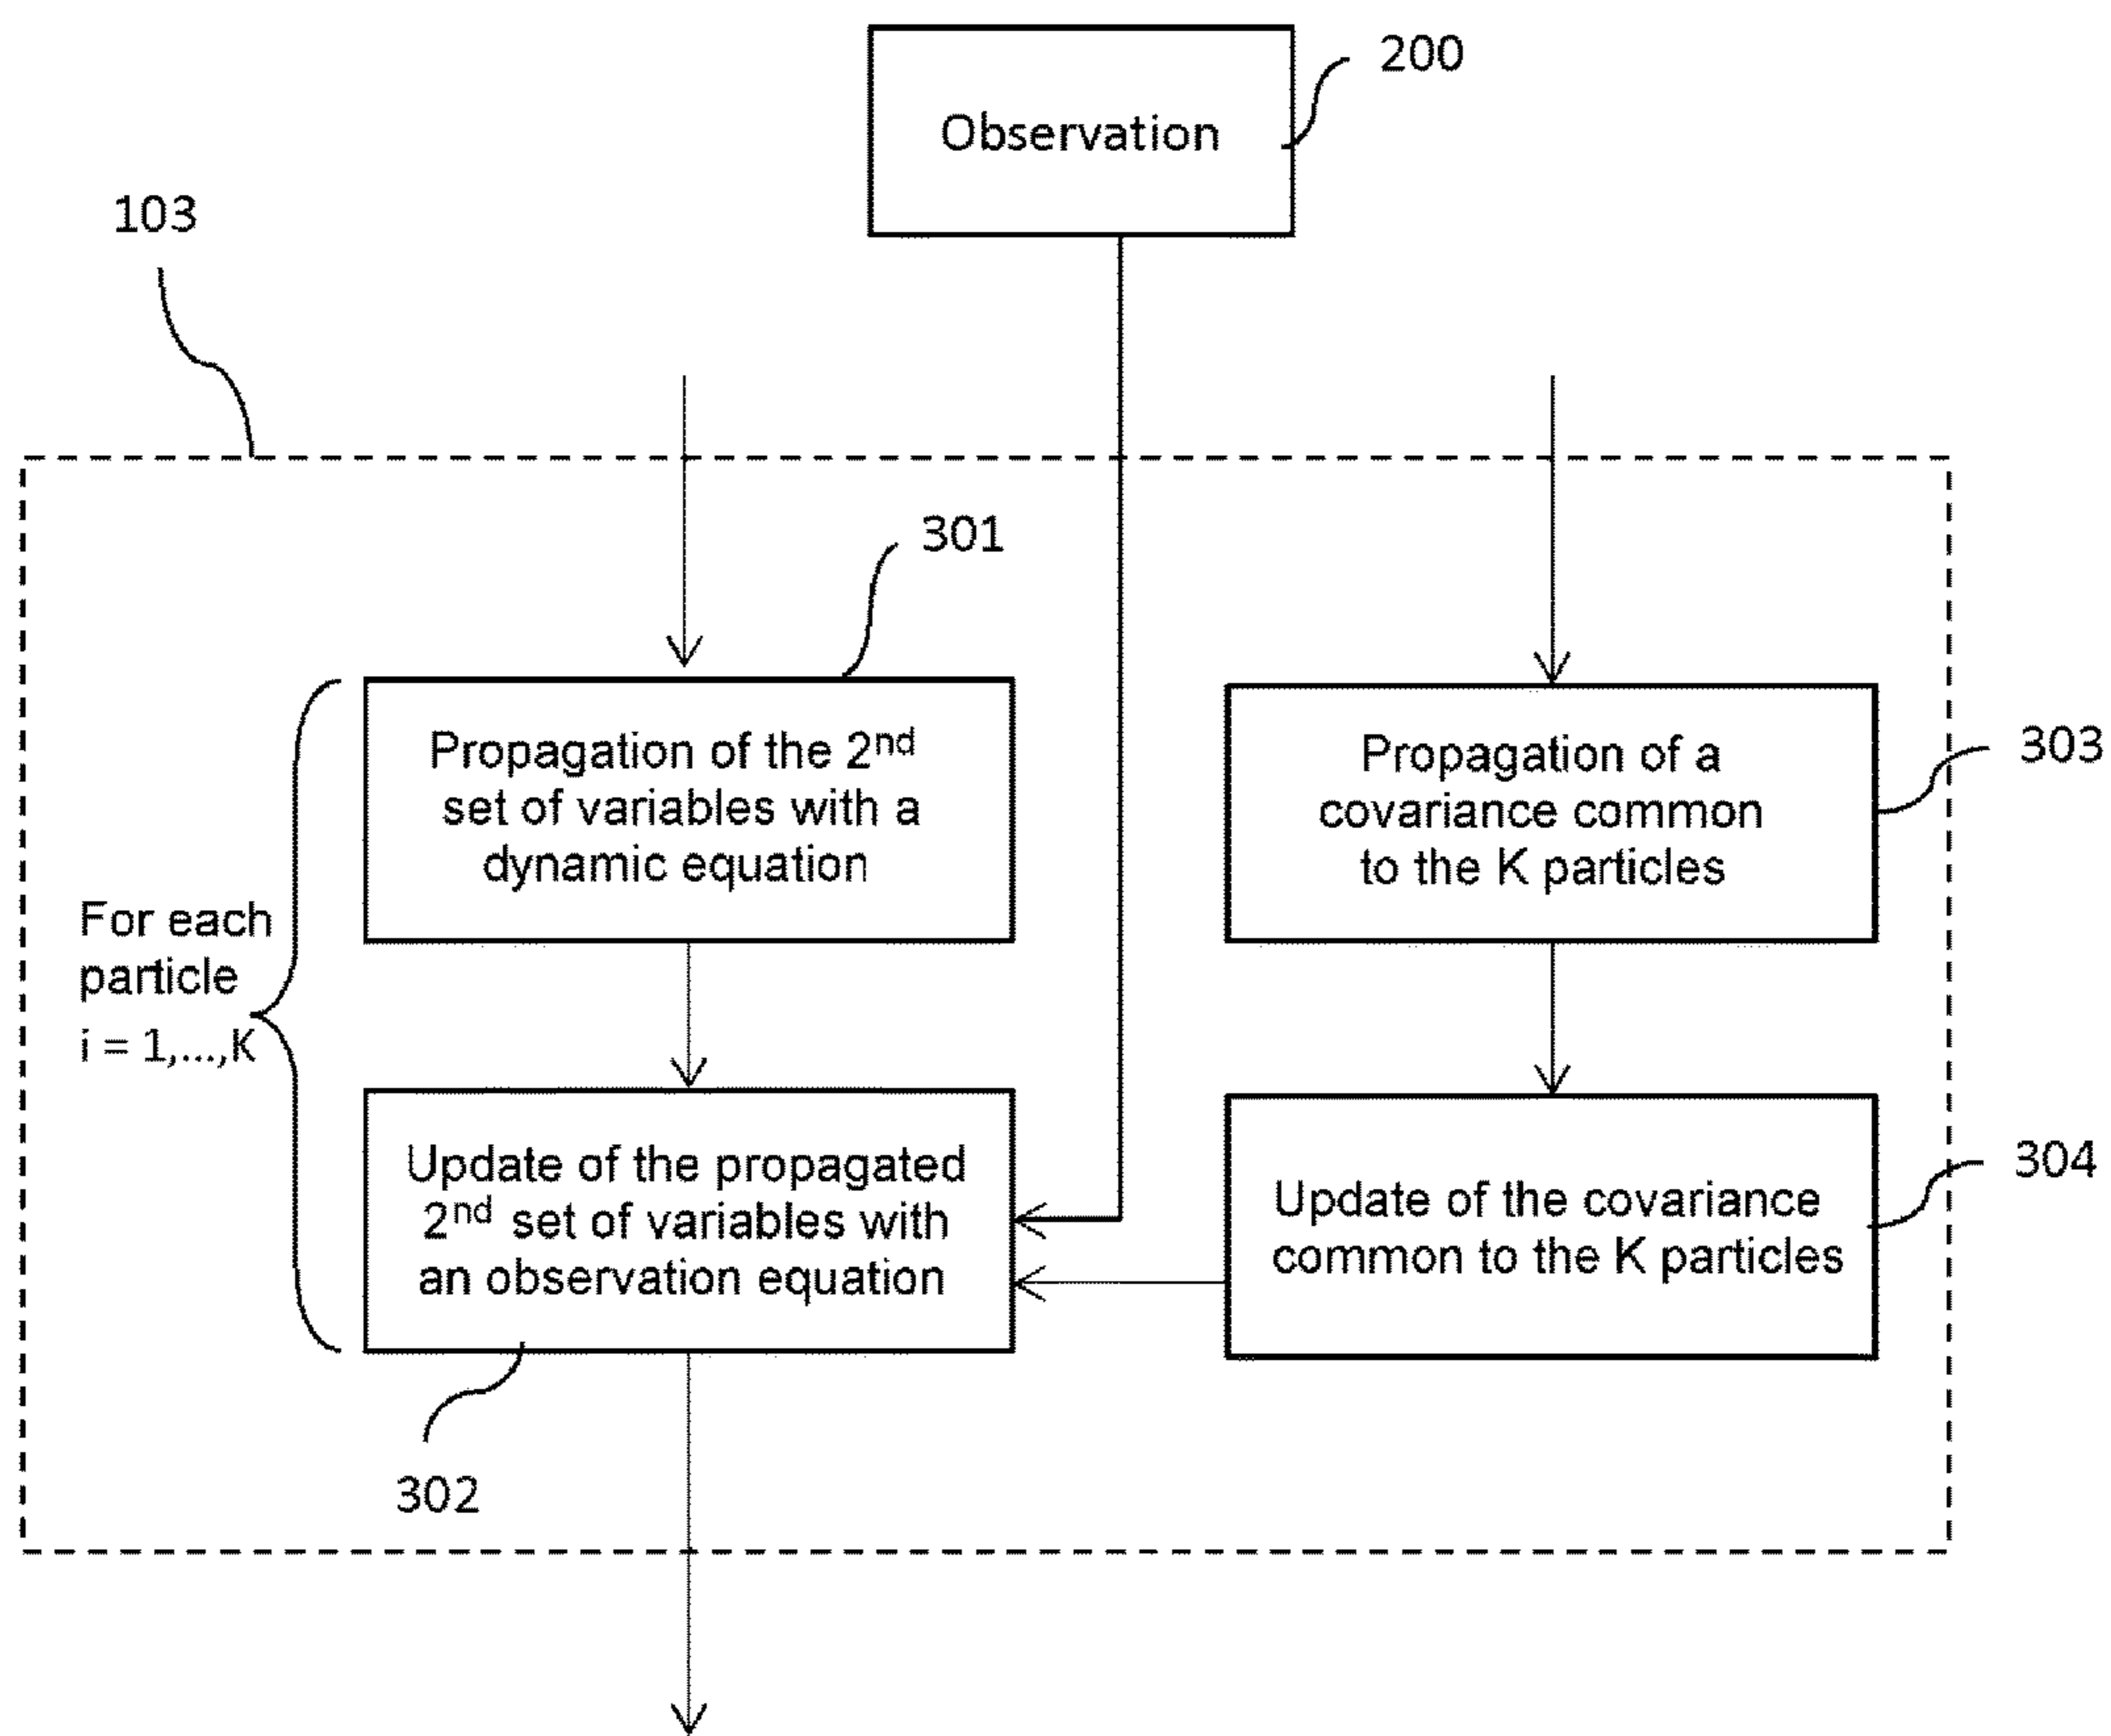 200
Observation
103
301
Propagation of the 2nd
set of variables with a
dynamic equation
Propagation of a
covariance common
to the K particles
303
For each
particle
i = 1,...,K
Update of the propagated
2nd set of variables with
an observation equation
Update of the covariance
common to the K particles
304
302